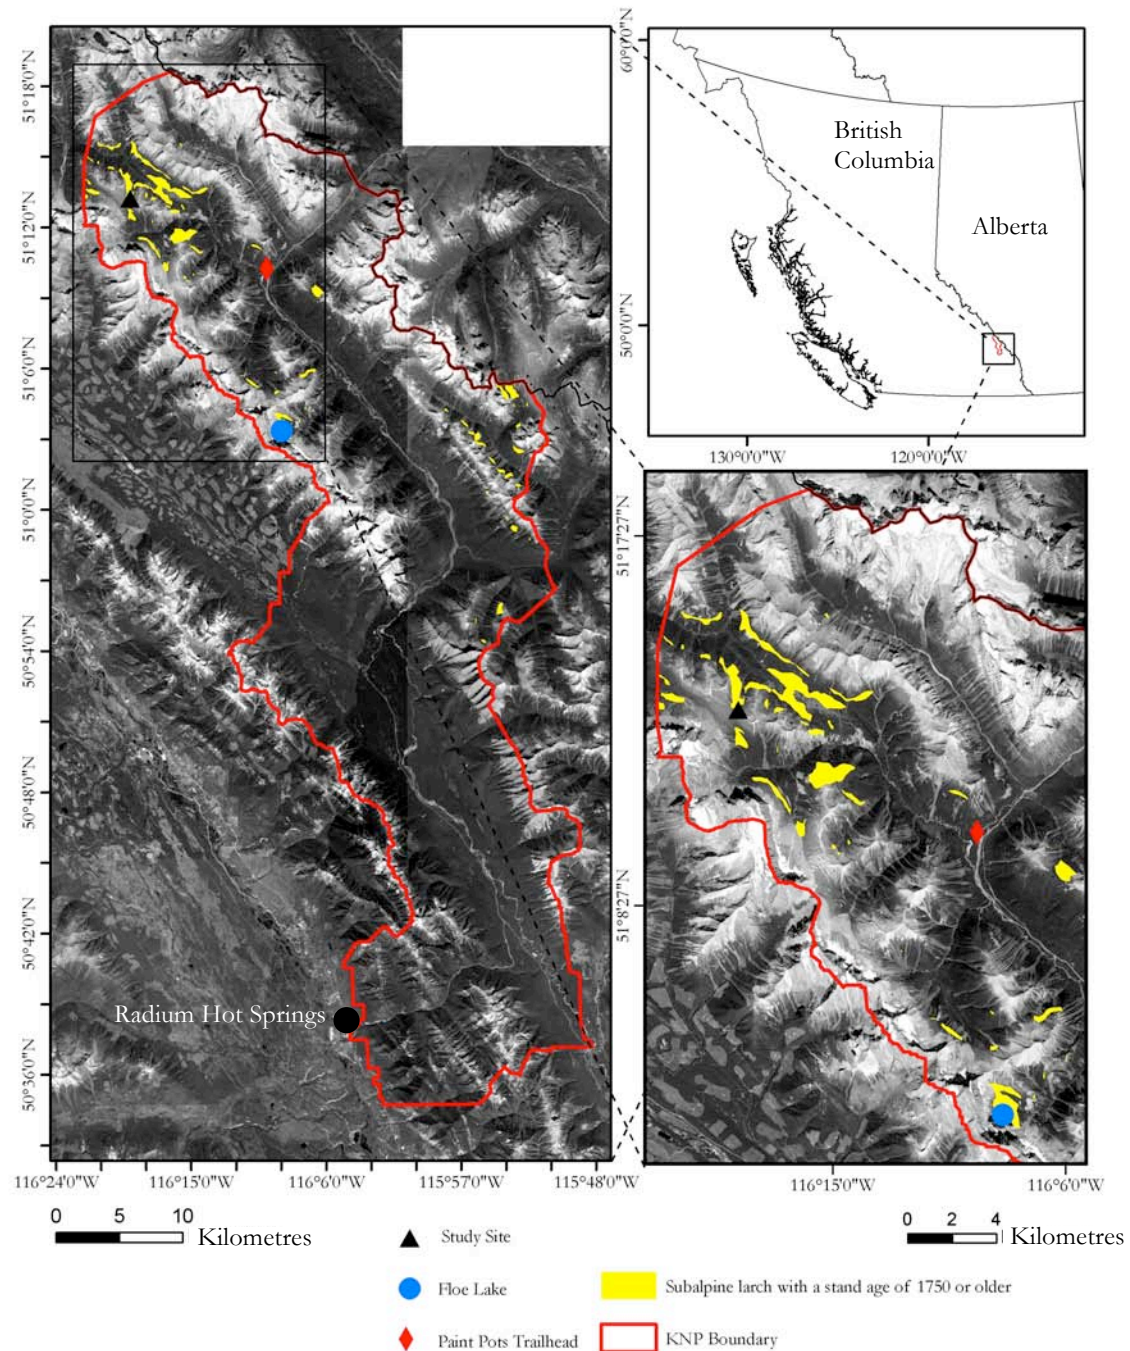 51°18'0"N
51°12'0"N
51°6'0"N
51°0'0"N
50°54'0"N
50°48'0"N
50°42'0"N
50°36'0"N
Radium Hot Springs
116°24'0"W
116°15'0"W
116°6'0"W
115°57'0"W
115°48'0"W
60°0'0"N
50°0'0"N
British
Columbia
Alberta
130°0'0"W
120°0'0"W
51°17'27"N
51°8'27"N
116°15'0"W
116°6'0"W
0 5 10
Kilometres
0 2 4
Kilometres
Study Site
Floe Lake
Subalpine larch with a stand age of 1750 or older
Paint Pots Trailhead
KNP Boundary